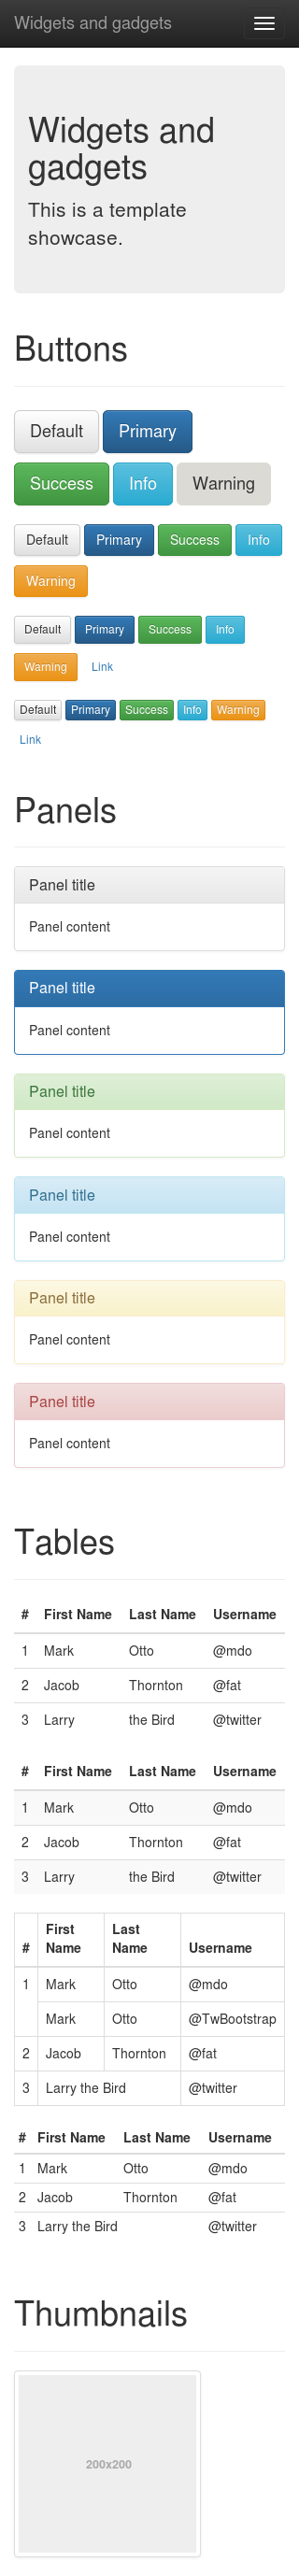 Widgets and gadgets
Widgets and
gadgets
This is a template
showcase.
Buttons
Default Primary
Success Info Warning
Default Primary Success Info
Warning
Default Primary Success Info
Warning Link
Default Primary Success Info Warning
Link
Panels
Panel title
Panel content
Panel title
Panel content
Panel title
Panel content
Panel title
Panel content
Panel title
Panel content
Panel title
Panel content
Tables
# First Name Last Name Username
1 Mark Otto @mdo
2 Jacob Thornton @fat
3 Larry the Bird @twitter
# First Name Last Name Username
1 Mark Otto @mdo
2 Jacob Thornton @fat
3 Larry the Bird @twitter
First Last
# Name Name Username
1 Mark Otto @mdo
Mark Otto @TwBootstrap
2 Jacob Thornton @fat
3 Larry the Bird @twitter
# First Name Last Name Username
1 Mark Otto @mdo
2 Jacob Thornton @fat
3 Larry the Bird @twitter
Thumbnails
200x200